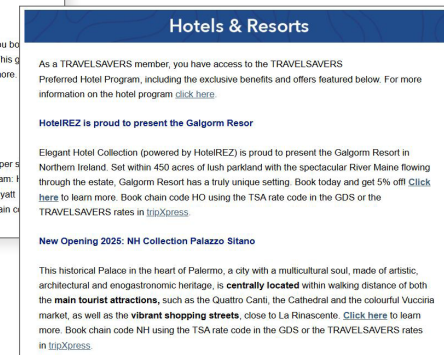 Hotels & Resorts
As a TRAVELSAVERS member, you have access to the TRAVELSAVERS
Preferred Hotel Program, including the exclusive benefits and offers featured below. For more
information on the hotel program click here.
HotelREZ is proud to present the Galgorm Resor
Elegant Hotel Collection (powered by HotelREZ) is proud to present the Galgorm Resort in
Northern Ireland. Set within 450 acres of lush parkland with the spectacular River Maine flowing
through the estate, Galgorm Resort has a truly unique setting. Book today and get 5% off! Click
here to learn more. Book chain code HO using the TSA rate code in the GDS or the
TRAVELSAVERS rates in tripXpress.
New Opening 2025: NH Collection Palazzo Sitano
This historical Palace in the heart of Palermo, a city with a multicultural soul, made of artistic,
architectural and enogastronomic heritage, is centrally located within walking distance of both
the main tourist attractions, such as the Quattro Canti, the Cathedral and the colourful Vucciria
market, as well as the vibrant shopping streets, close to La Rinascente. Click here to learn
more. Book chain code NH using the TSA rate code in the GDS or the TRAVELSAVERS rates
in tripXpress.